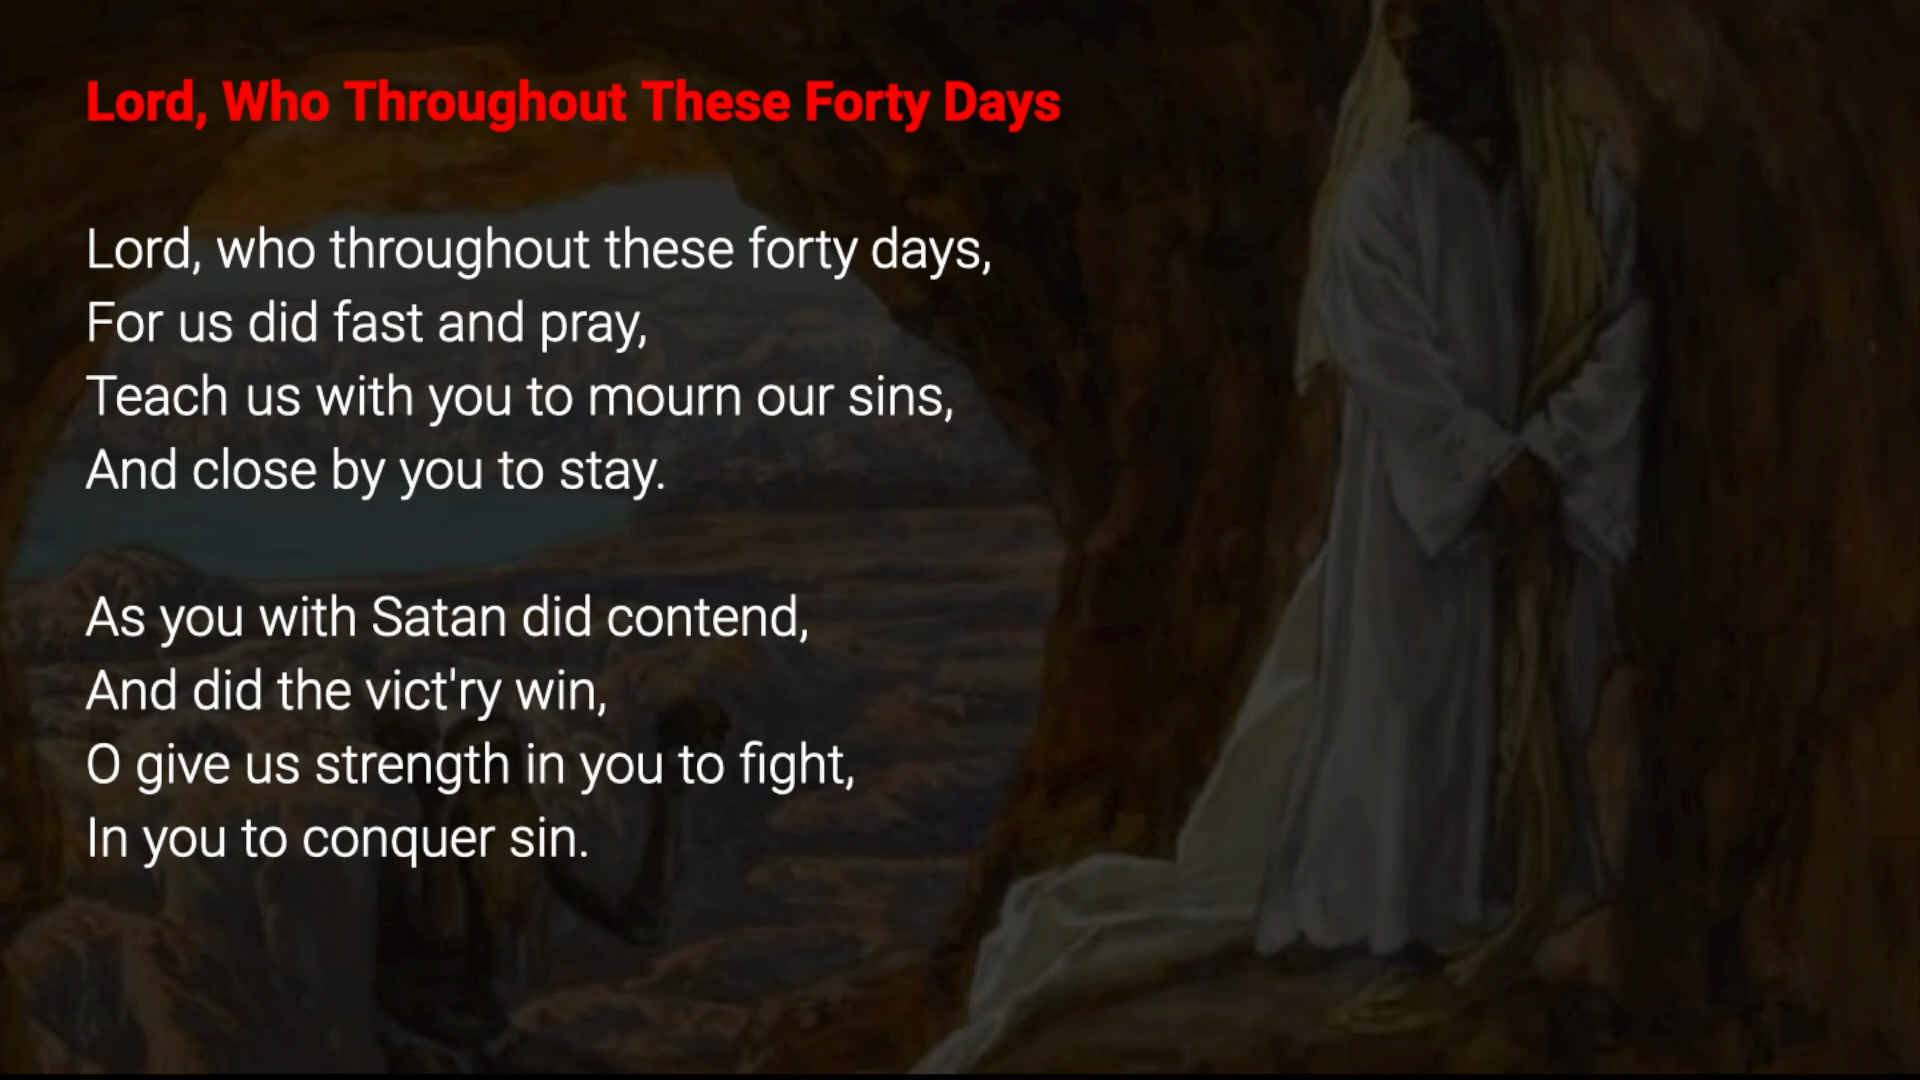 Lord, Who Throughout These Forty Days
Lord, who throughout these forty days,
For us did fast and pray,
Teach us with you to mourn our sins,
And close by you to stay.
As you with Satan did contend,
And did the vict'ry win,
O give us strength in you to fight,
In you to conquer sin.